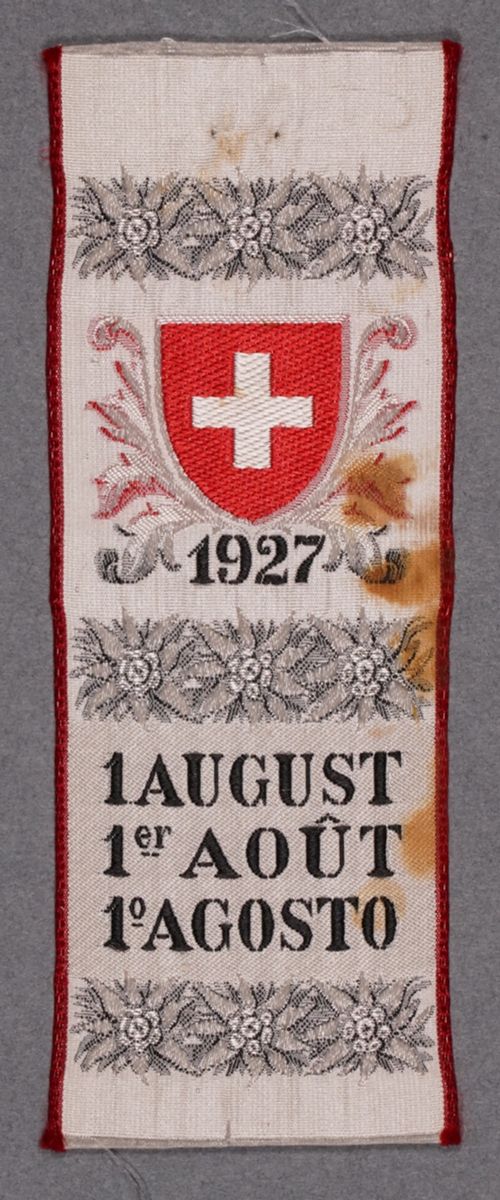 1927
1 AUGUST
1er AOÛT
1º AGOSTO